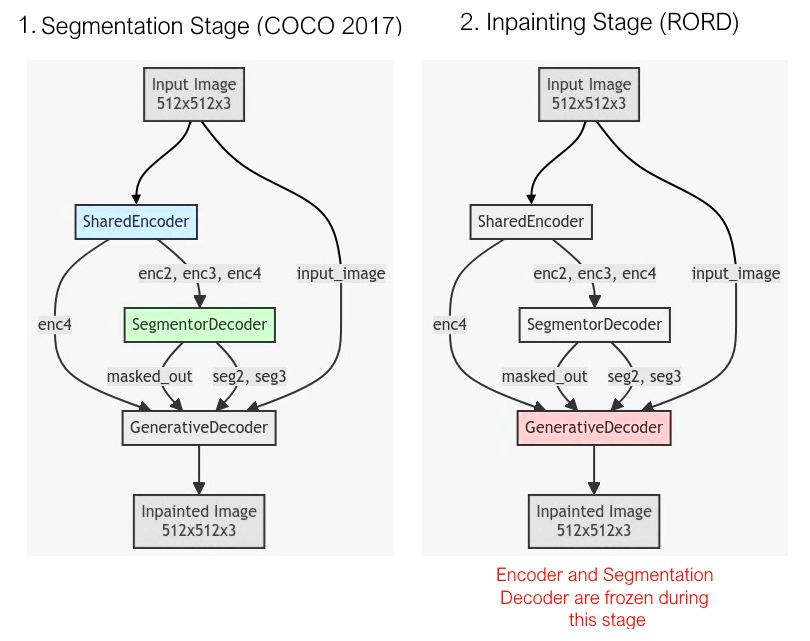 1. Segmentation Stage (COCO 2017)
Input Image
512x512x3
SharedEncoder
enc2, enc3, enc4
input_image
enc4
SegmentorDecoder
masked_out
seg2, seg3
GenerativeDecoder
Inpainted Image
512x512x3
2. Inpainting Stage (RORD)
Input Image
512x512x3
SharedEncoder
enc2, enc3, enc4
input_image
enc4
SegmentorDecoder
masked_out
seg2, seg3
GenerativeDecoder
Inpainted Image
512x512x3
Encoder and Segmentation
Decoder are frozen during
this stage